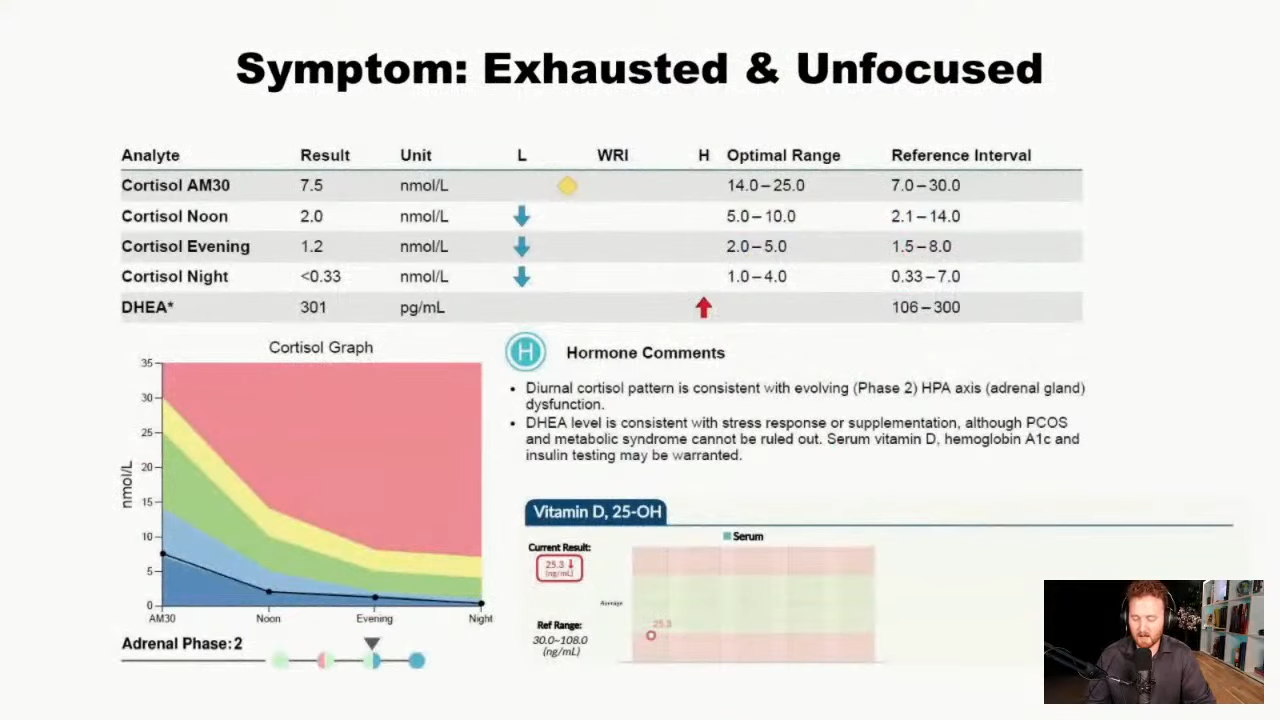 Symptom: Exhausted & Unfocused
Analyte Result Unit L WRI H Optimal Range Reference Interval
Cortisol AM30 7.5 nmol/L 14.0–25.0 7.0–30.0
Cortisol Noon 2.0 nmol/L 5.0–10.0 2.1–14.0
Cortisol Evening 1.2 nmol/L 2.0–5.0 1.5–8.0
Cortisol Night <0.33 nmol/L 1.0–4.0 0.33–7.0
DHEA* 301 pg/mL 106–300
Cortisol Graph
35
30
25
20
15
10
5
0
nmol/L
AM30 Noon Evening Night
Adrenal Phase: 2
H Hormone Comments
• Diurnal cortisol pattern is consistent with evolving (Phase 2) HPA axis (adrenal gland)
dysfunction.
• DHEA level is consistent with stress response or supplementation, although PCOS
and metabolic syndrome cannot be ruled out. Serum vitamin D, hemoglobin A1c and
insulin testing may be warranted.
Vitamin D, 25-OH
Serum
Current Result:
25.3 ↓
(ng/mL)
Average
Ref Range:
30.0-108.0
(ng/mL)
25.3